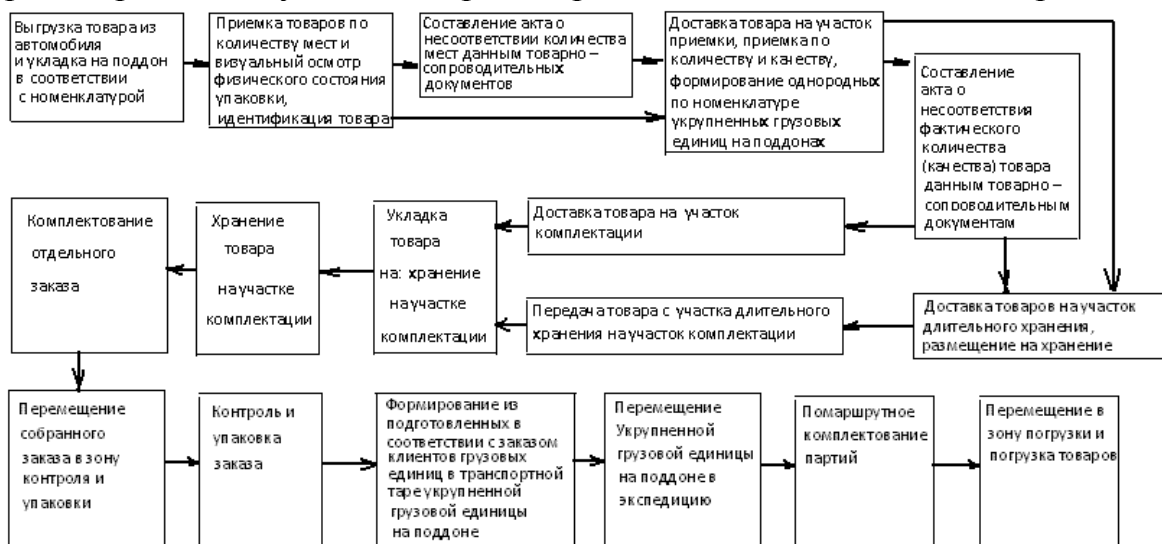 Выгрузка товара из
автомобиля
и укладка на поддон
в соответствии
с номенклатурой
Приемка товаров по
количеству мест и
визуальный осмотр
физического состояния
упаковки,
идентификация товара
Составление акта о
несоответствии количества
мест данным товарно –
сопроводительных
документов
Доставка товара на участок
приемки, приемка по
количеству и качеству,
формирование однородных
по номенклатуре
укрупненных грузовых
единиц на поддонах
Составление
акта о
несоответствия
фактического
количества
(качества) товара
данным товарно –
сопроводительным
документам
Комплектование
отдельного
заказа
Хранение
товара
на участке
комплектации
Укладка
товара
на: хранение
на участке
комплектации
Доставка товара на участок
комплектации
Передача товара с участка длительного
хранения на участок комплектации
Доставка товаров на участок
длительного хранения,
размещение на хранение
Перемещение
собранного
заказа в зону
контроля и
упаковки
Контроль и
упаковка
заказа
Формирование из
подготовленных в
соответствии с заказом
клиентов грузовых
единиц в транспортной
таре укрупненной
грузовой единицы
на поддоне
Перемещение
Укрупненной
грузовой единицы
на поддоне в
экспедицию
Помаршрутное
комплектование
партий
Перемещение в
зону погрузки и
погрузка товаров